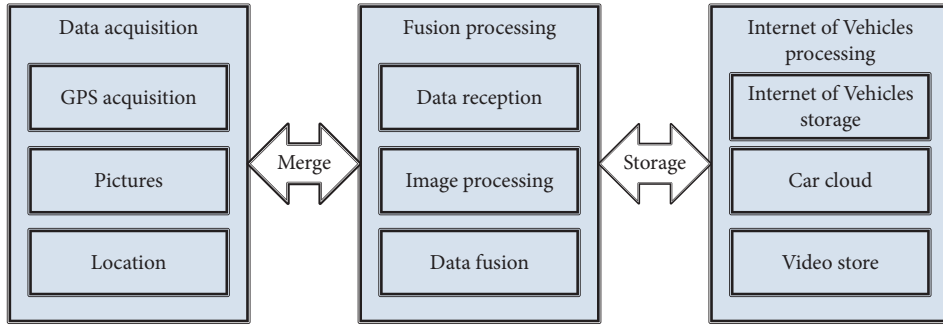 Data acquisition
GPS acquisition
Pictures
Location
Merge
Fusion processing
Data reception
Image processing
Data fusion
Storage
Internet of Vehicles
processing
Internet of Vehicles
storage
Car cloud
Video store